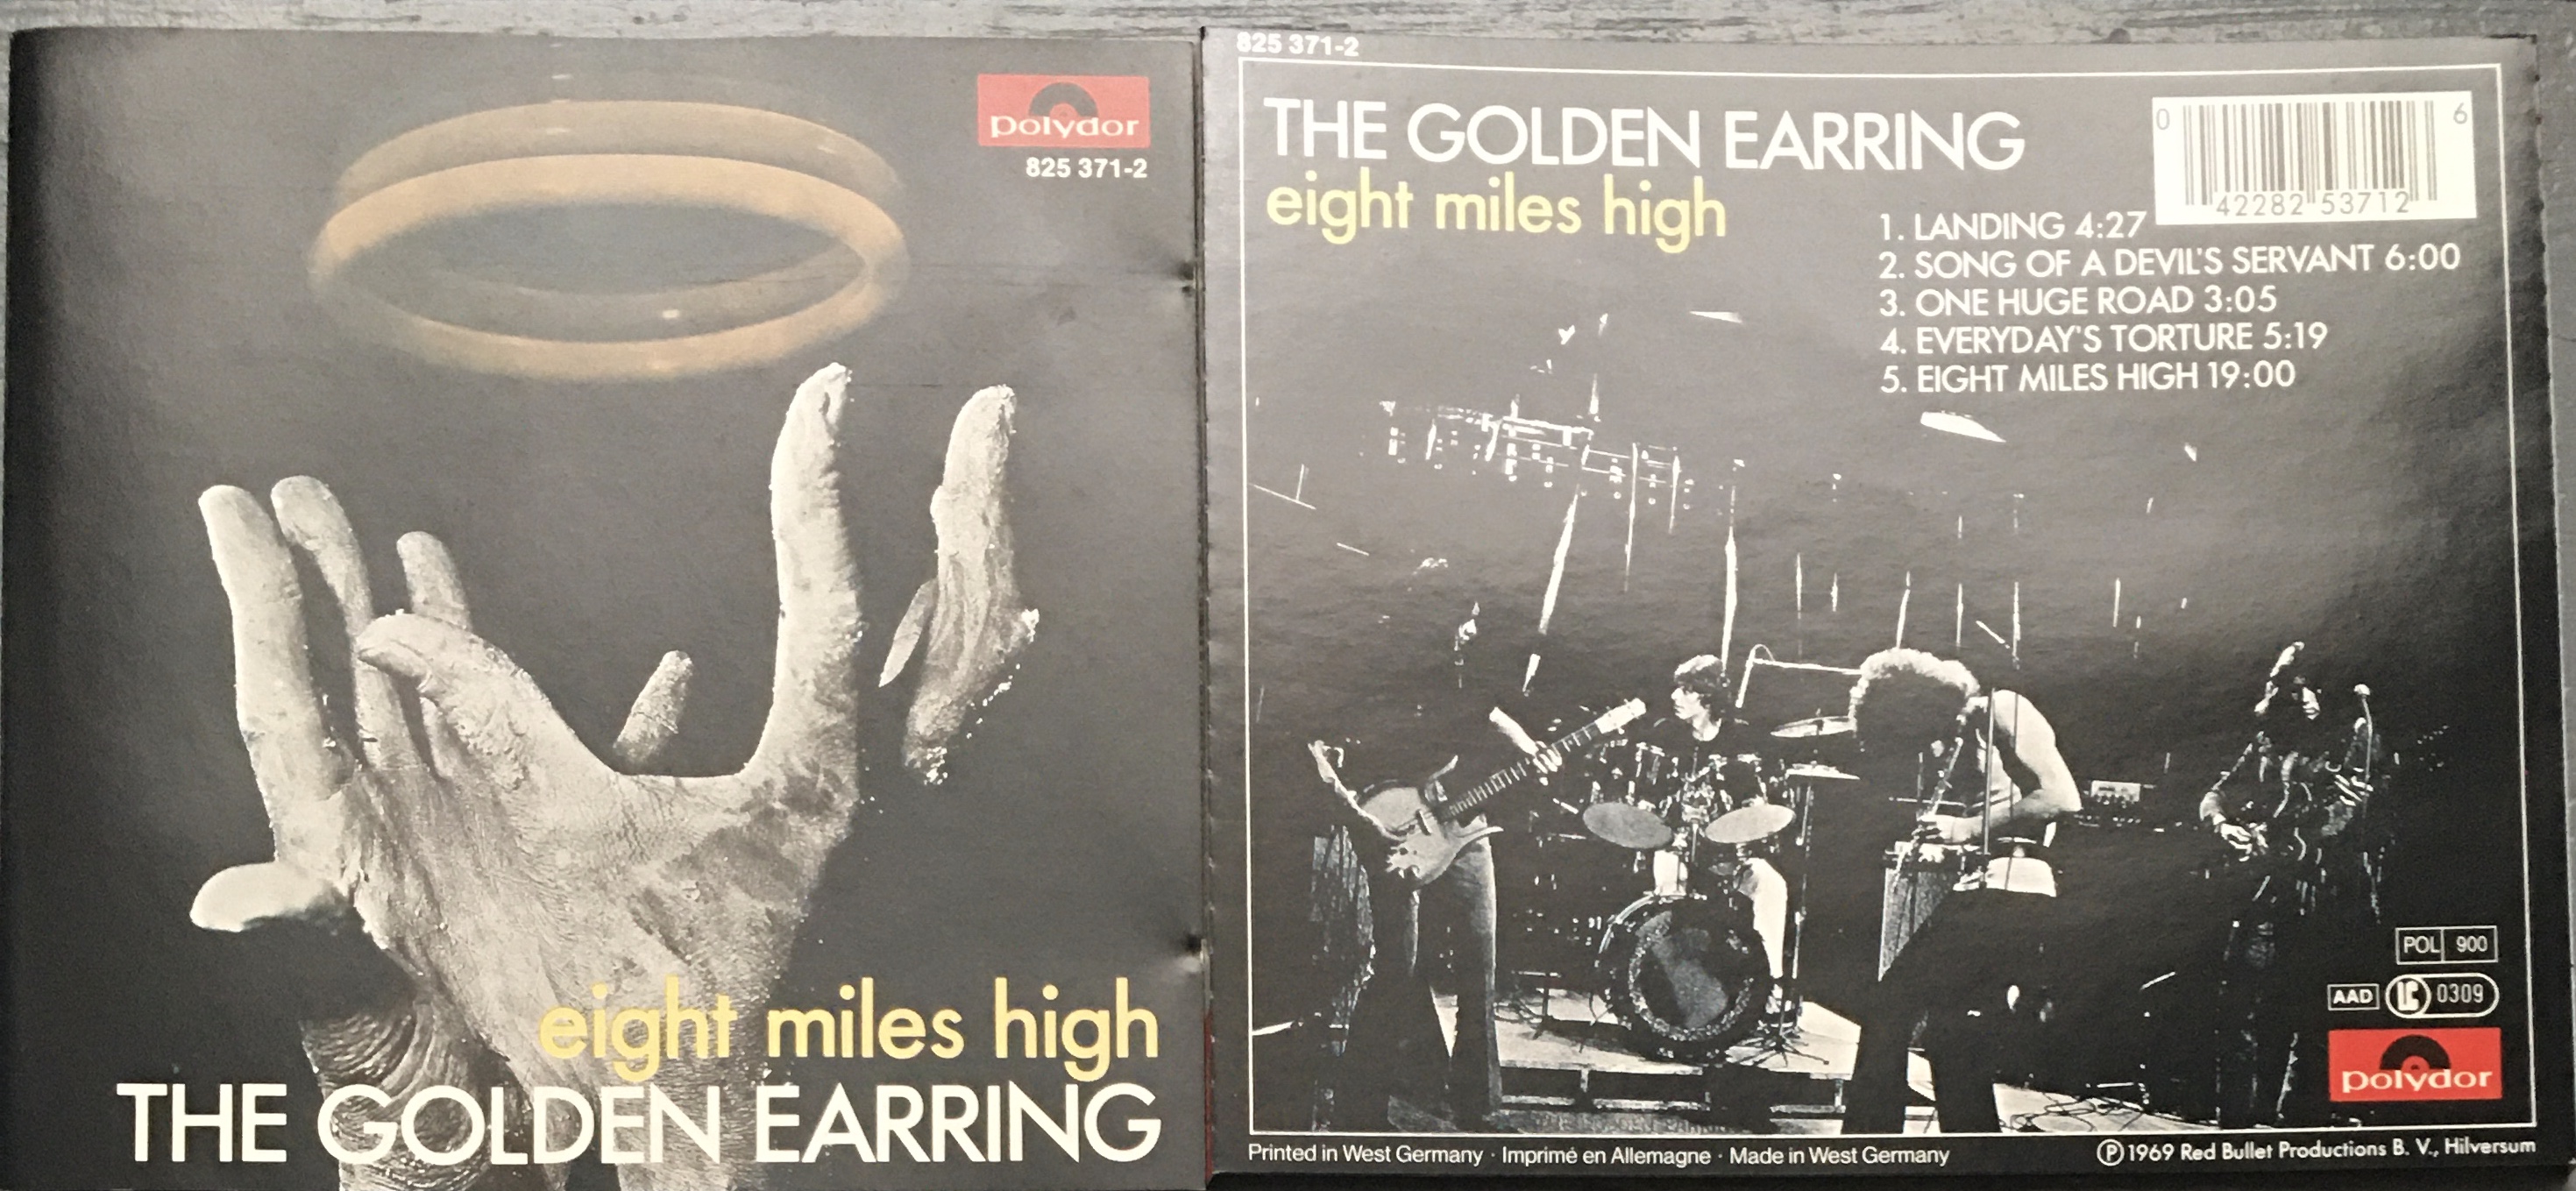 polydor
825 371-2
eight miles high
THE GOLDEN EARRING
825 371-2
THE GOLDEN EARRING
eight miles high
0 42282 53712 6
1. LANDING 4:27
2. SONG OF A DEVIL'S SERVANT 6:00
3. ONE HUGE ROAD 3:05
4. EVERYDAY'S TORTURE 5:19
5. EIGHT MILES HIGH 19:00
POL 900
AAD LC 0309
polydor
Printed in West Germany · Imprimé en Allemagne · Made in West Germany
℗ 1969 Red Bullet Productions B. V., Hilversum